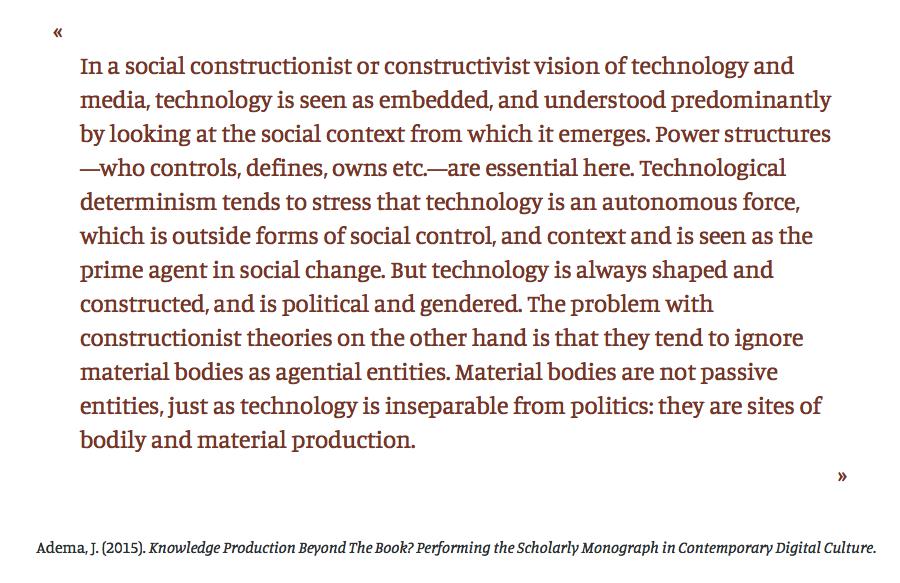 «
In a social constructionist or constructivist vision of technology and
media, technology is seen as embedded, and understood predominantly
by looking at the social context from which it emerges. Power structures
—who controls, defines, owns etc.—are essential here. Technological
determinism tends to stress that technology is an autonomous force,
which is outside forms of social control, and context and is seen as the
prime agent in social change. But technology is always shaped and
constructed, and is political and gendered. The problem with
constructionist theories on the other hand is that they tend to ignore
material bodies as agential entities. Material bodies are not passive
entities, just as technology is inseparable from politics: they are sites of
bodily and material production.
»
Adema, J. (2015). Knowledge Production Beyond The Book? Performing the Scholarly Monograph in Contemporary Digital Culture.